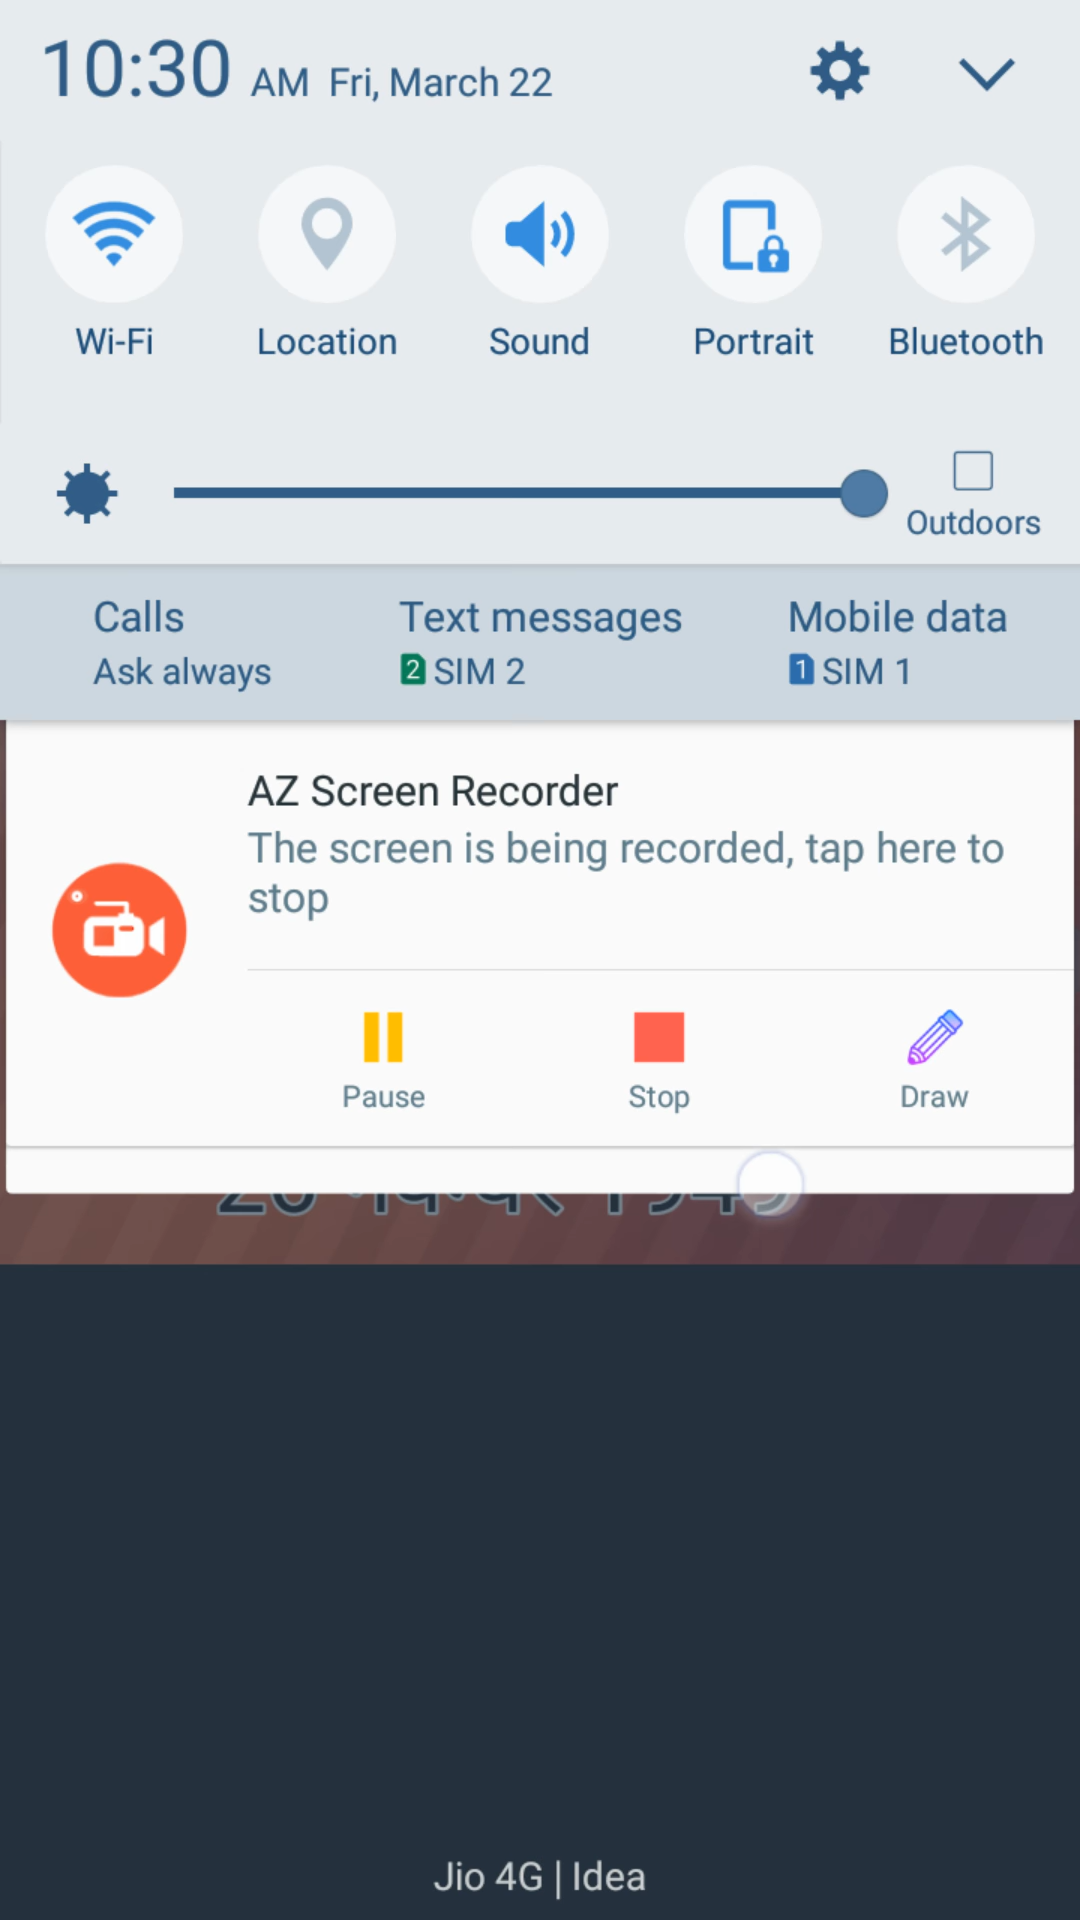 10:30 AM Fri, March 22
Wi-Fi Location Sound Portrait Bluetooth
Outdoors
Calls Text messages Mobile data
Ask always 2 SIM 2 1 SIM 1
AZ Screen Recorder
The screen is being recorded, tap here to
stop
Pause Stop Draw
Jio 4G | Idea